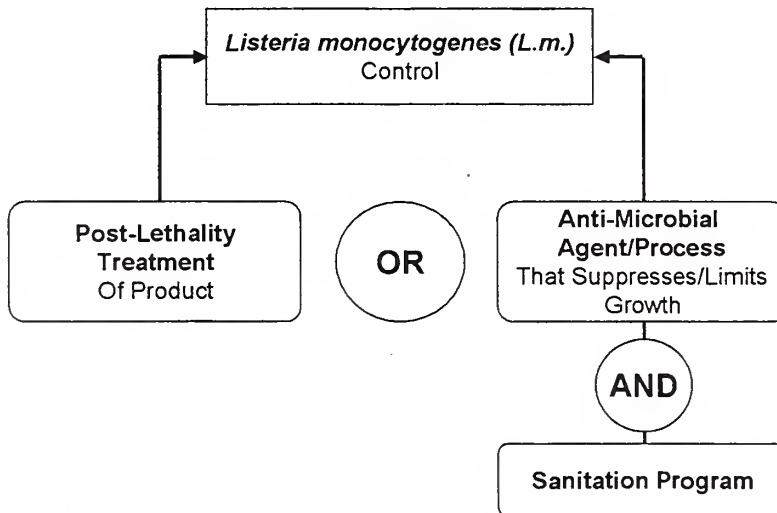 Listeria monocytogenes (L.m.)
Control
Post-Lethality
Treatment
Of Product
OR
Anti-Microbial
Agent/Process
That Suppresses/Limits
Growth
AND
Sanitation Program